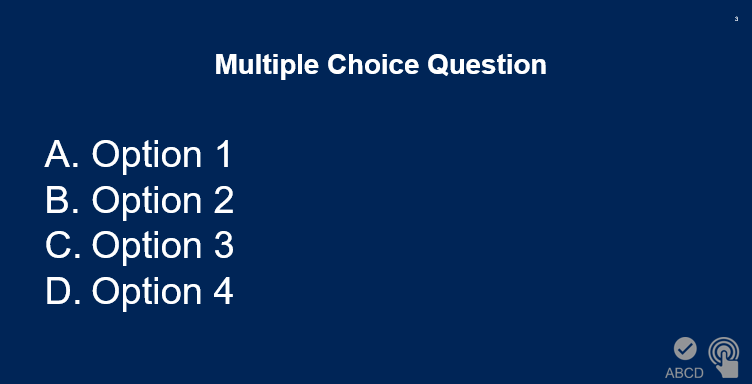 3
Multiple Choice Question
A. Option 1
B. Option 2
C. Option 3
D. Option 4
ABCD